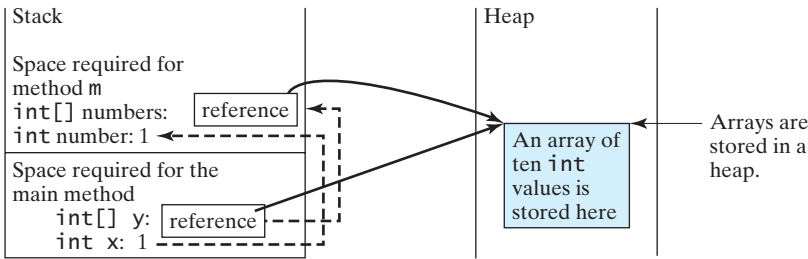 Stack
Space required for
method m
int[] numbers: reference
int number: 1
Space required for the
main method
int[] y: reference
int x: 1
Heap
An array of
ten int
values is
stored here
Arrays are
stored in a
heap.